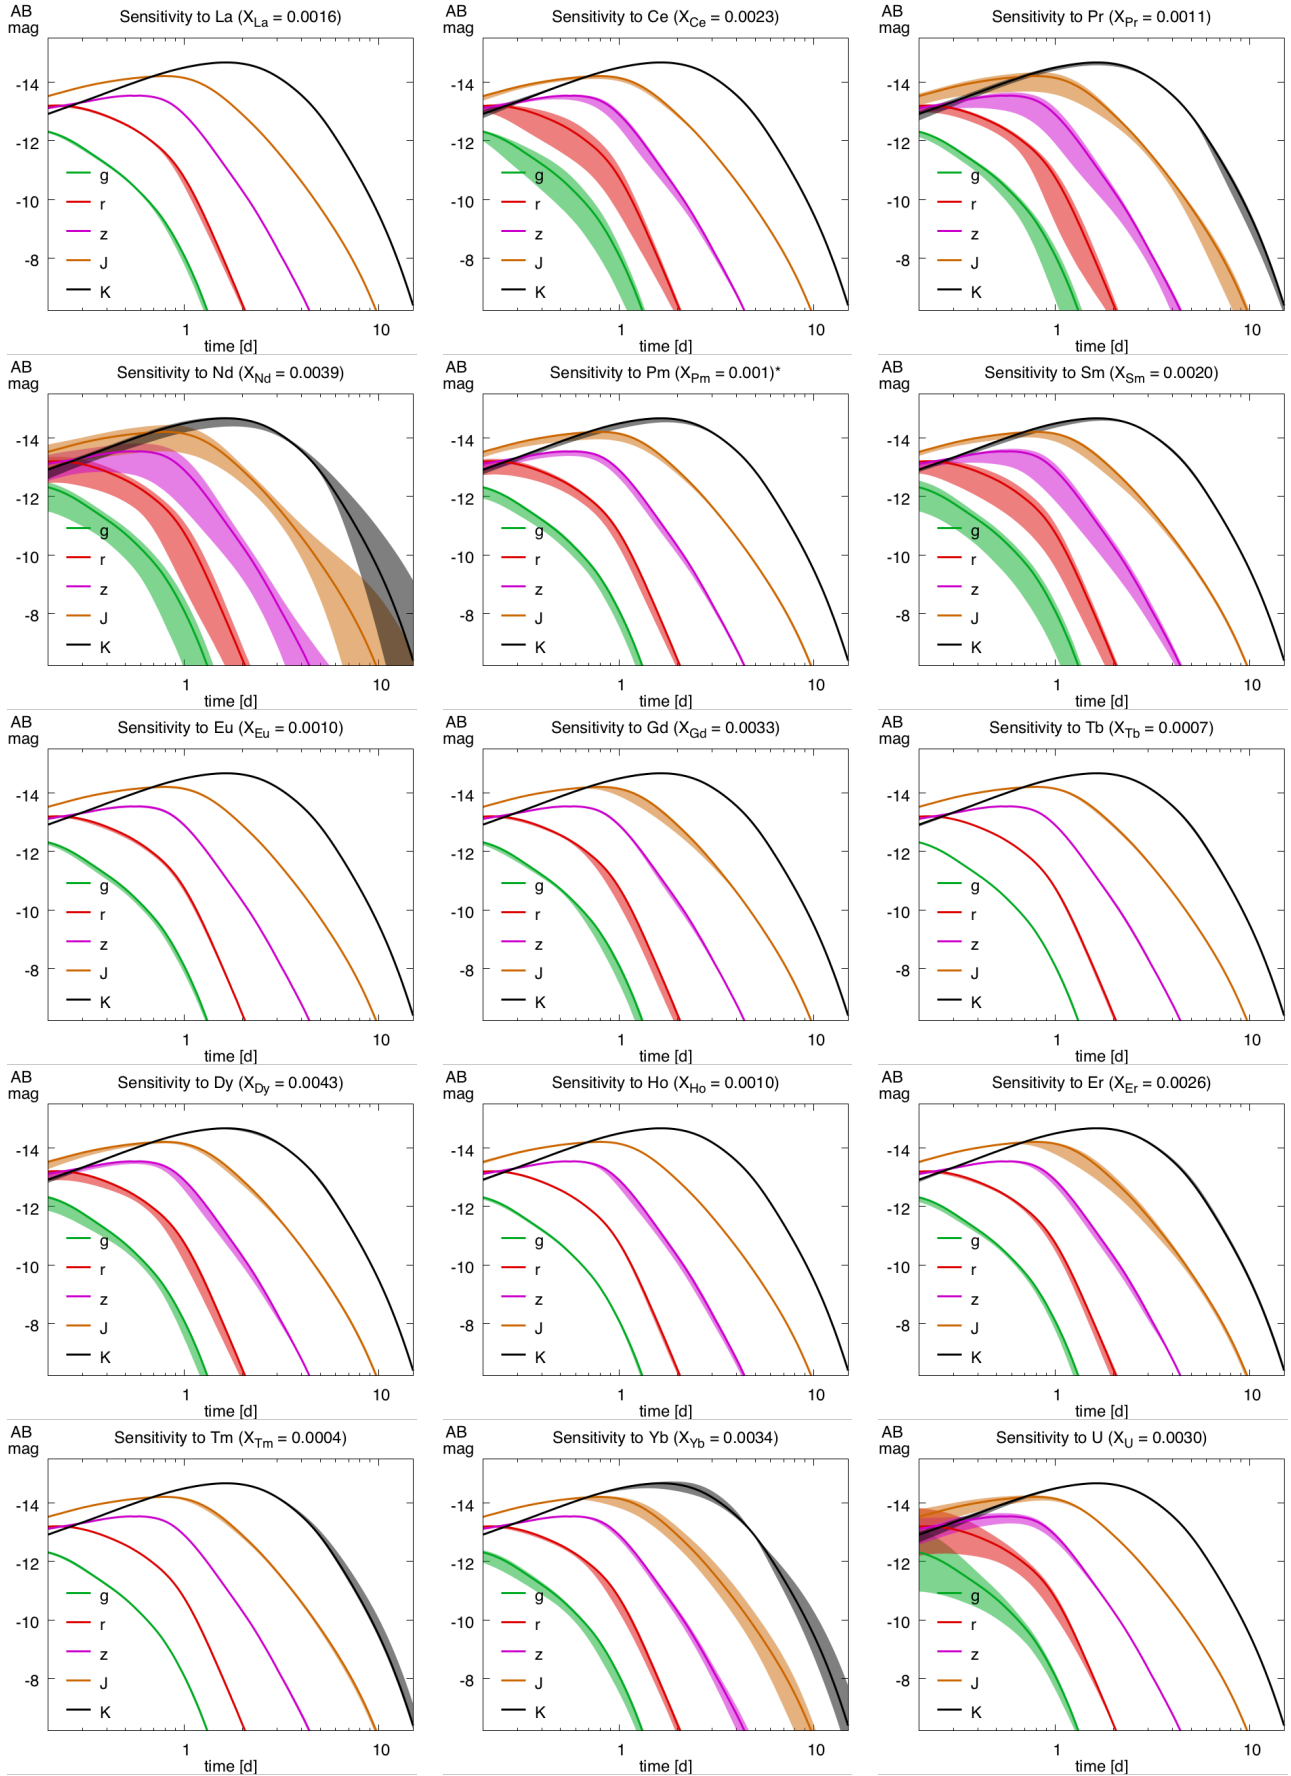 AB
mag
Sensitivity to La (X_La = 0.0016)
-14
-12
-10
-8
g
r
z
J
K
1
10
time [d]
AB
mag
Sensitivity to Ce (X_Ce = 0.0023)
-14
-12
-10
-8
g
r
z
J
K
1
10
time [d]
AB
mag
Sensitivity to Pr (X_Pr = 0.0011)
-14
-12
-10
-8
g
r
z
J
K
1
10
time [d]
AB
mag
Sensitivity to Nd (X_Nd = 0.0039)
-14
-12
-10
-8
g
r
z
J
K
1
10
time [d]
AB
mag
Sensitivity to Pm (X_Pm = 0.001)*
-14
-12
-10
-8
g
r
z
J
K
1
10
time [d]
AB
mag
Sensitivity to Sm (X_Sm = 0.0020)
-14
-12
-10
-8
g
r
z
J
K
1
10
time [d]
AB
mag
Sensitivity to Eu (X_Eu = 0.0010)
-14
-12
-10
-8
g
r
z
J
K
1
10
time [d]
AB
mag
Sensitivity to Gd (X_Gd = 0.0033)
-14
-12
-10
-8
g
r
z
J
K
1
10
time [d]
AB
mag
Sensitivity to Tb (X_Tb = 0.0007)
-14
-12
-10
-8
g
r
z
J
K
1
10
time [d]
AB
mag
Sensitivity to Dy (X_Dy = 0.0043)
-14
-12
-10
-8
g
r
z
J
K
1
10
time [d]
AB
mag
Sensitivity to Ho (X_Ho = 0.0010)
-14
-12
-10
-8
g
r
z
J
K
1
10
time [d]
AB
mag
Sensitivity to Er (X_Er = 0.0026)
-14
-12
-10
-8
g
r
z
J
K
1
10
time [d]
AB
mag
Sensitivity to Tm (X_Tm = 0.0004)
-14
-12
-10
-8
g
r
z
J
K
1
10
time [d]
AB
mag
Sensitivity to Yb (X_Yb = 0.0034)
-14
-12
-10
-8
g
r
z
J
K
1
10
time [d]
AB
mag
Sensitivity to U (X_U = 0.0030)
-14
-12
-10
-8
g
r
z
J
K
1
10
time [d]